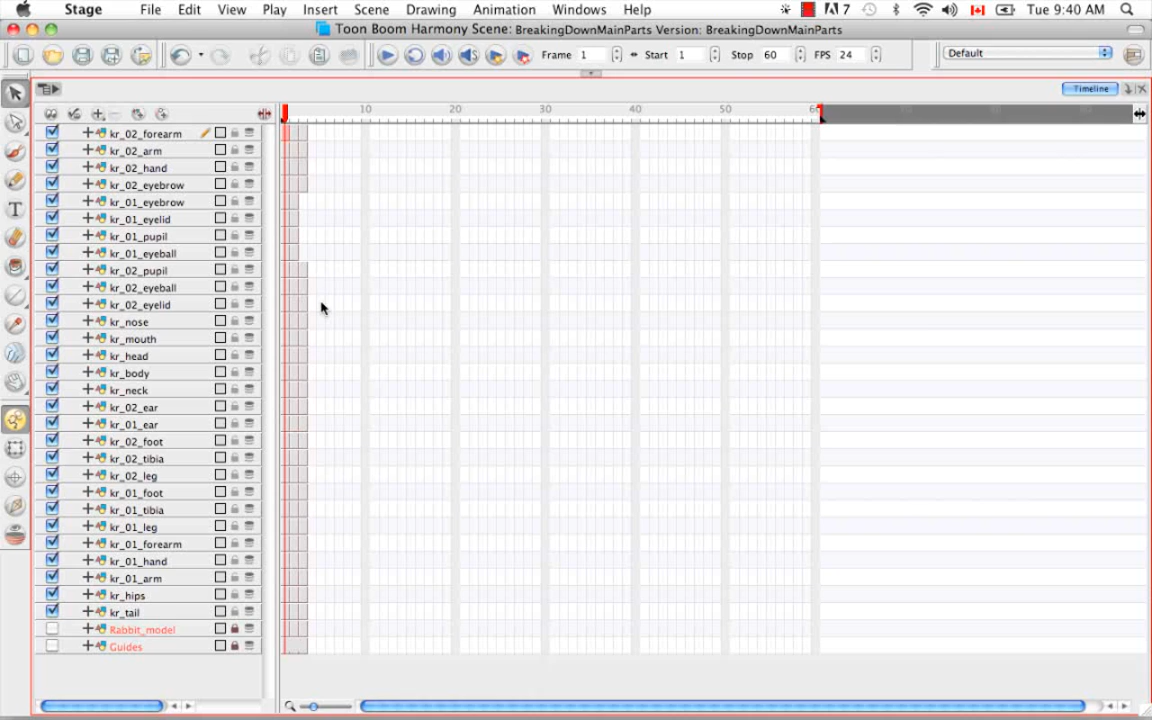 Stage File Edit View Play Insert Scene Drawing Animation Windows Help 7 Tue 9:40 AM
Toon Boom Harmony Scene: BreakingDownMainParts Version: BreakingDownMainParts
Frame 1 Start 1 Stop 60 FPS 24 Default
Timeline
10 20 30 40 50
kr_02_forearm
kr_02_arm
kr_02_hand
kr_02_eyebrow
kr_01_eyebrow
kr_01_eyelid
kr_01_pupil
kr_01_eyeball
kr_02_pupil
kr_02_eyeball
kr_02_eyelid
kr_nose
kr_mouth
kr_head
kr_body
kr_neck
kr_02_ear
kr_01_ear
kr_02_foot
kr_02_tibia
kr_02_leg
kr_01_foot
kr_01_tibia
kr_01_leg
kr_01_forearm
kr_01_hand
kr_01_arm
kr_hips
kr_tail
Rabbit_model
Guides